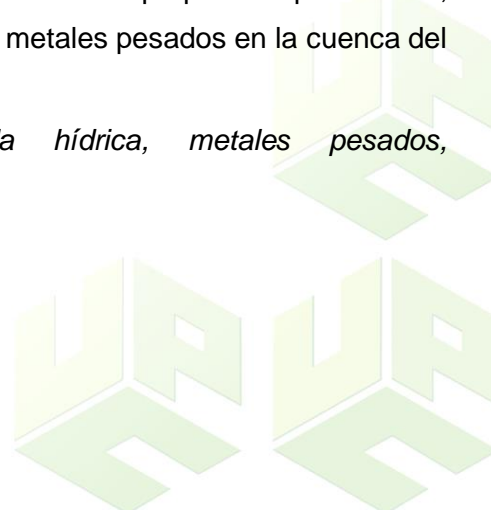 metales pesados en la cuenca del
hídrica, metales pesados,